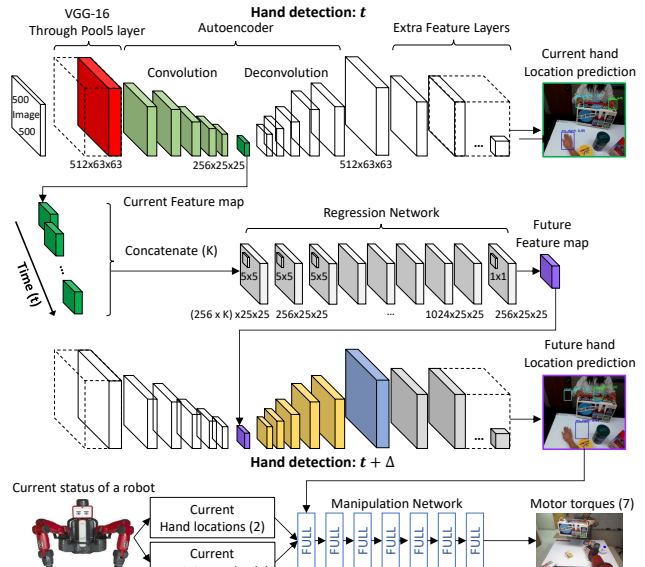 Hand detection: t
VGG-16
Through Pool5 layer
Autoencoder
Extra Feature Layers
Current hand
Location prediction
Convolution
Deconvolution
500
Image
500
...
512x63x63
256x25x25
512x63x63
Current Feature map
Regression Network
Future
Feature map
Concatenate (K)
Time (t)
...
5x5
5x5
5x5
1x1
(256 x K) x25x25
256x25x25
...
1024x25x25
256x25x25
Future hand
Location prediction
...
Hand detection: t + Δ
Current status of a robot
Current
Hand locations (2)
Manipulation Network
Motor torques (7)
FULL
FULL
FULL
FULL
FULL
FULL
FULL
Current